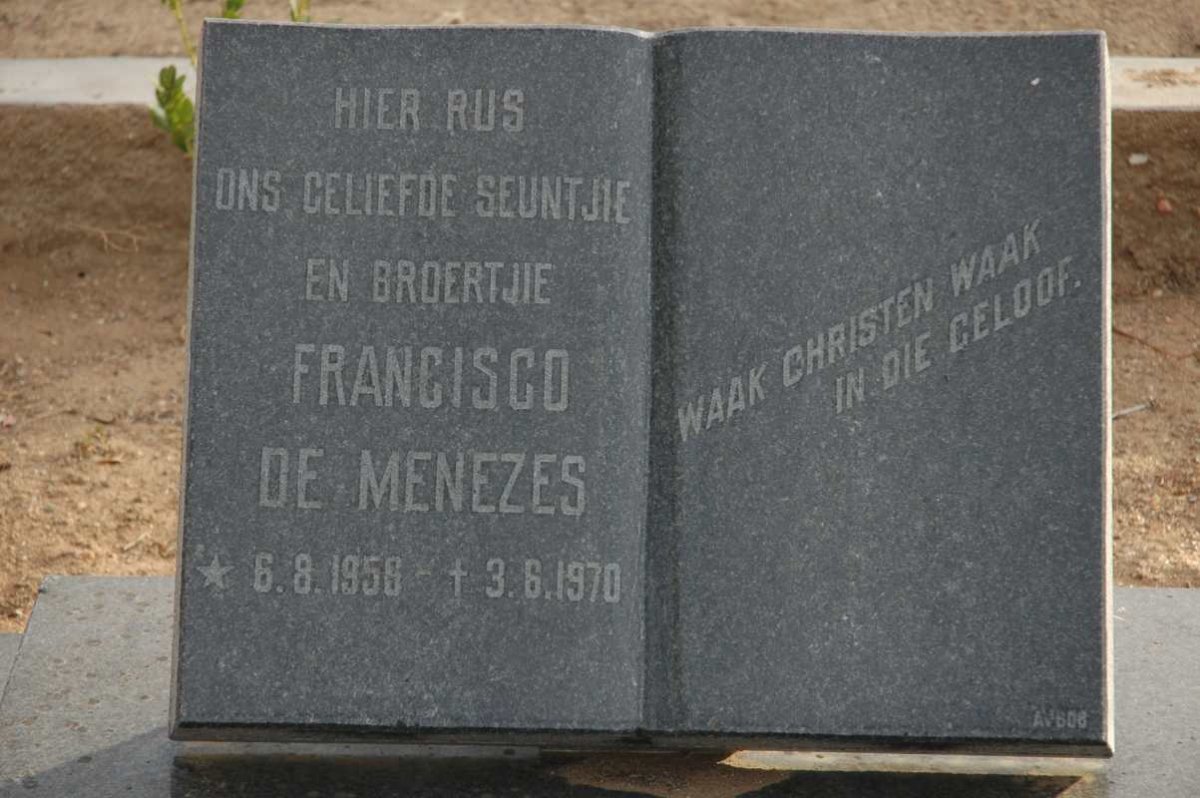 HIER RUS
ONS GELIEFDE SEUNTJIE
EN BROERTJIE
FRANCISCO
DE MENEZES
★ 6.8.1958 - † 3.6.1970
WAAK CHRISTEN WAAK
IN DIE GELOOF.
AVBOB